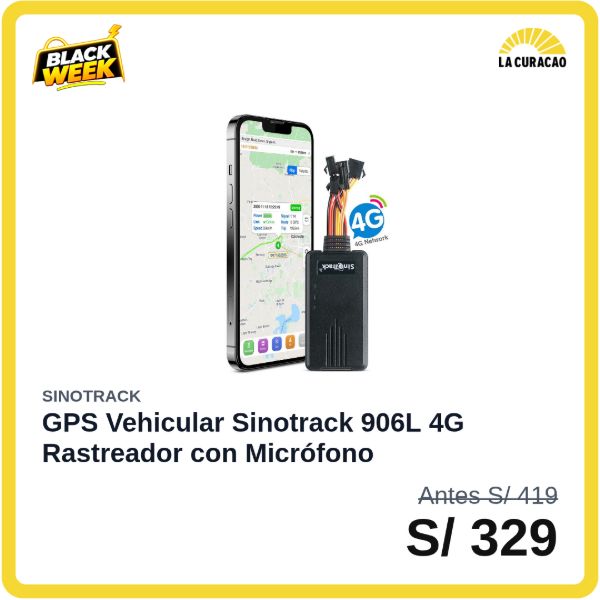 BLACK
WEEK
LA CURACAO
4G
4G Network
SinoTrack
SINOTRACK
GPS Vehicular Sinotrack 906L 4G
Rastreador con Micrófono
Antes S/ 419
S/ 329